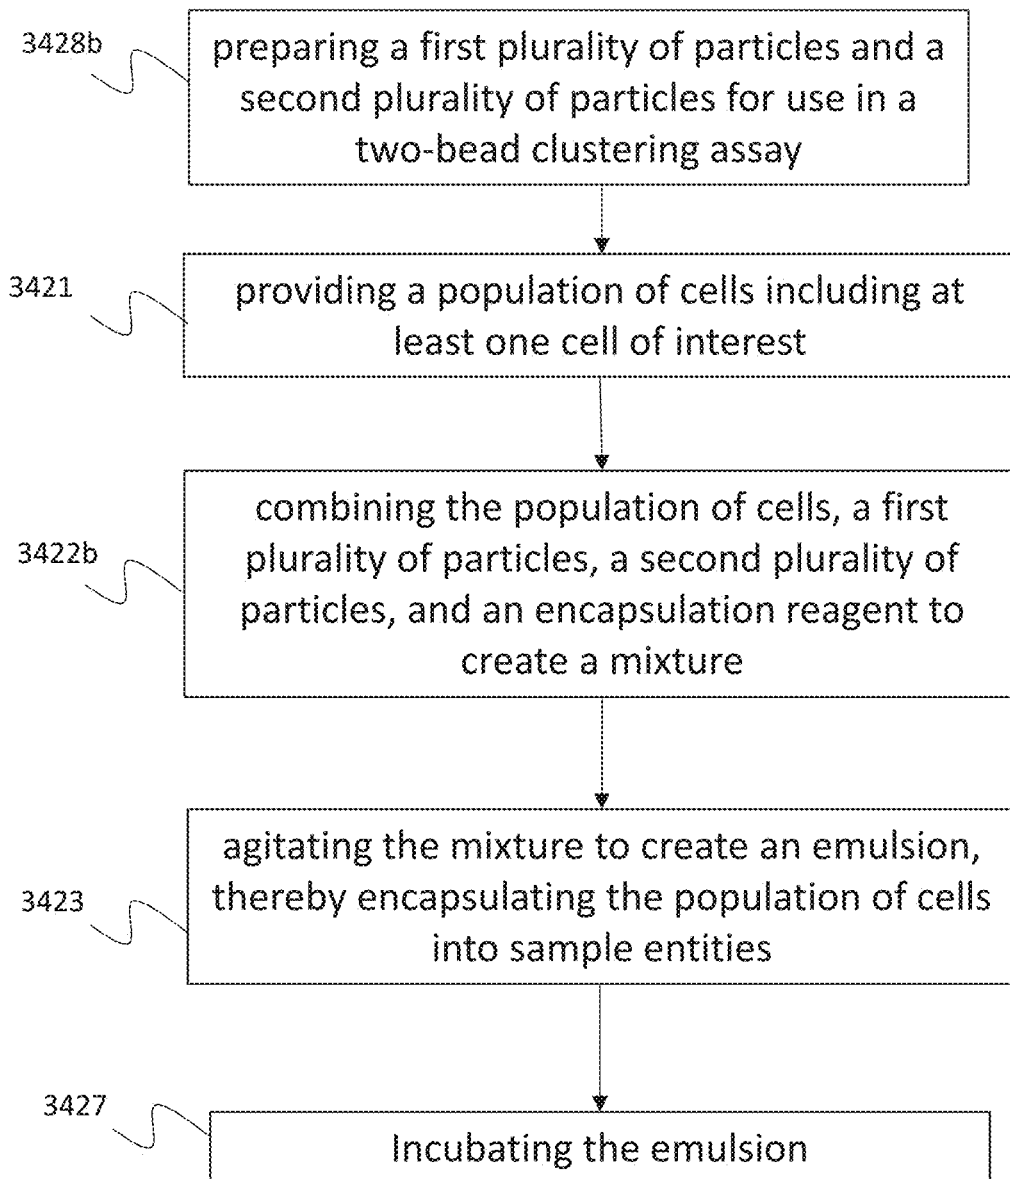 3428b
preparing a first plurality of particles and a
second plurality of particles for use in a
two-bead clustering assay
3421
providing a population of cells including at
least one cell of interest
3422b
combining the population of cells, a first
plurality of particles, a second plurality of
particles, and an encapsulation reagent to
create a mixture
3423
agitating the mixture to create an emulsion,
thereby encapsulating the population of cells
into sample entities
3427
Incubating the emulsion